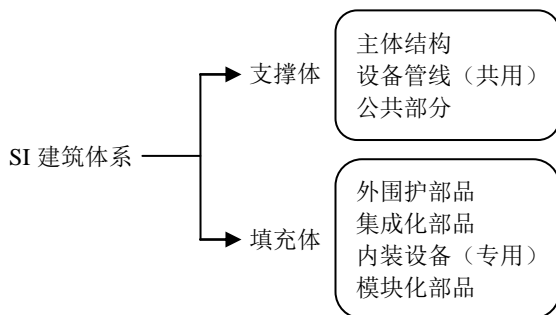 SI 建筑体系
支撑体
主体结构
设备管线（共用）
公共部分
填充体
外围护部品
集成化部品
内装设备（专用）
模块化部品